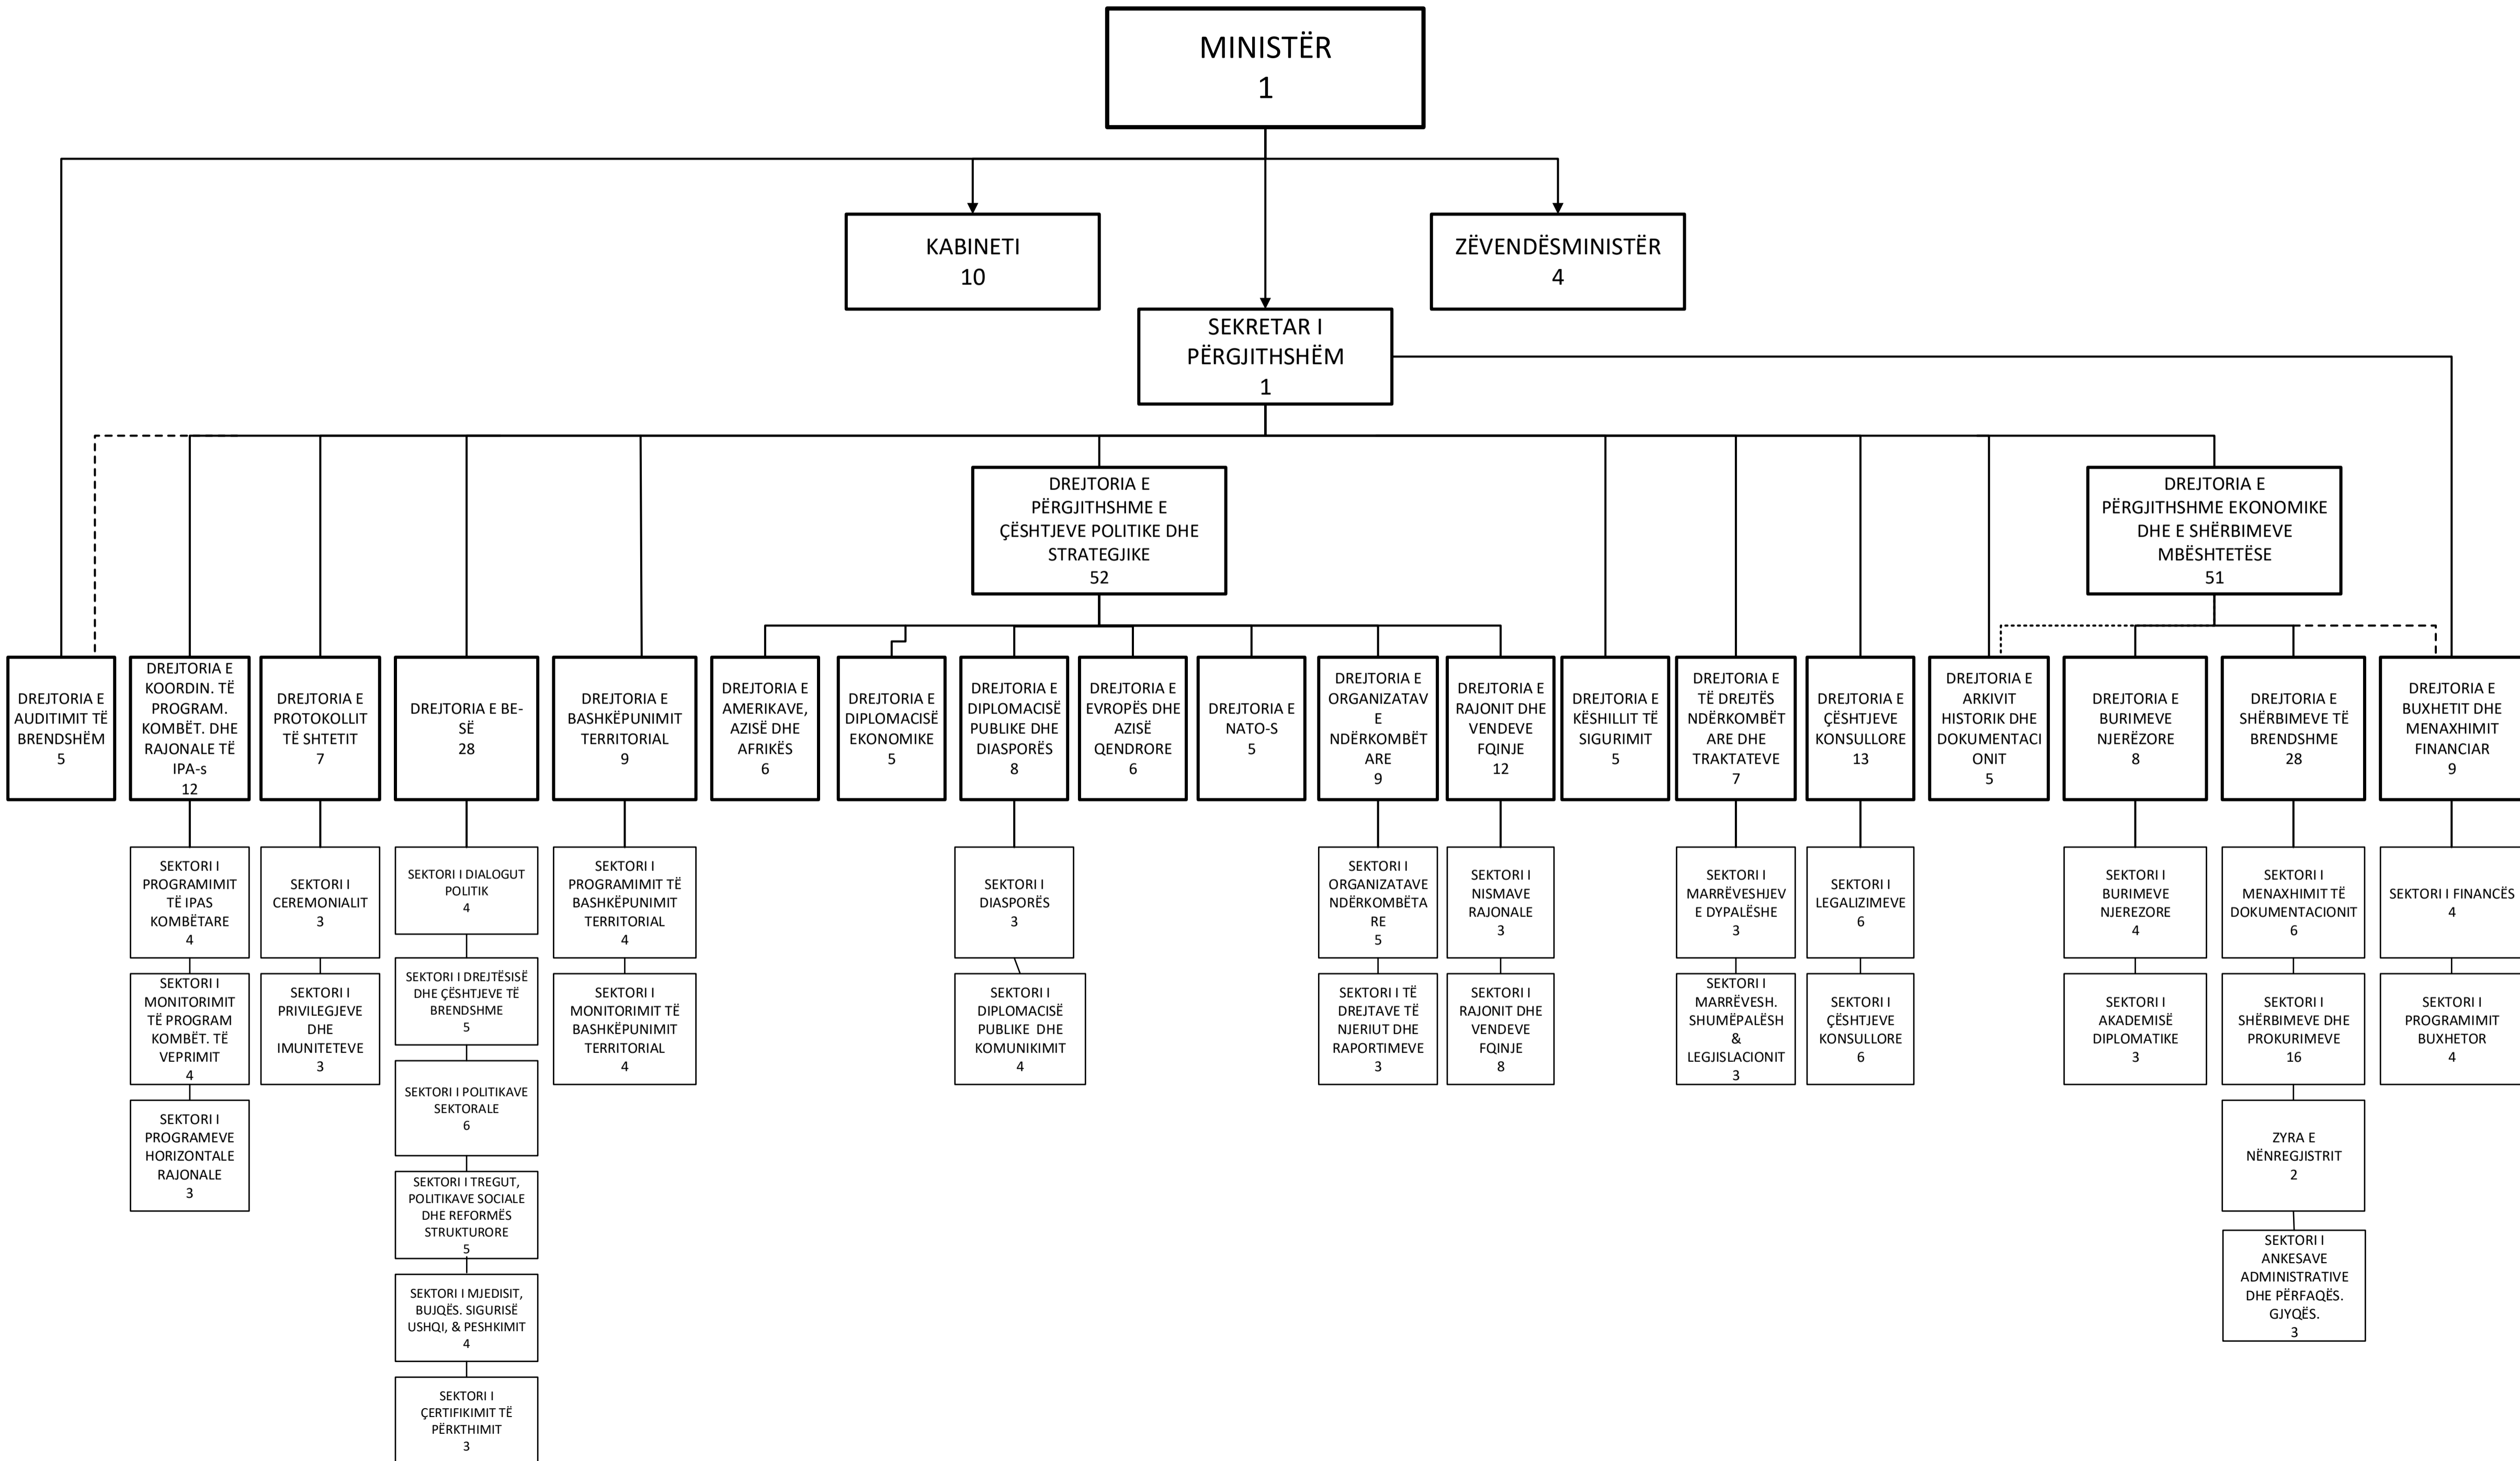 MINISTËR
1
KABINETI
10
ZËVENDËSMINISTËR
4
SEKRETAR I
PËRGJITHSHËM
1
DREJTORIA E
PËRGJITHSHME E
ÇËSHTJEVE POLITIKE DHE
STRATEGJIKE
52
DREJTORIA E
PËRGJITHSHME EKONOMIKE
DHE E SHËRBIMEVE
MBËSHTETËSE
51
DREJTORIA E
AUDITIMIT TË
BRENDSHËM
5
DREJTORIA E
KOORDIN. TË
PROGRAM.
KOMBËT. DHE
RAJONALE TË
IPA-s
12
DREJTORIA E
PROTOKOLLIT
TË SHTETIT
7
DREJTORIA E BE-
SË
28
DREJTORIA E
BASHKËPUNIMIT
TERRITORIAL
9
DREJTORIA E
AMERIKAVE,
AZISË DHE
AFRIKËS
6
DREJTORIA E
DIPLOMACISË
EKONOMIKE
5
DREJTORIA E
DIPLOMACISË
PUBLIKE DHE
DIASPORËS
8
DREJTORIA E
EVROPËS DHE
AZISË
QENDRORE
6
DREJTORIA E
NATO-S
5
DREJTORIA E
ORGANIZATAV
E
NDËRKOMBËT
ARE
9
DREJTORIA E
RAJONIT DHE
VENDEVE
FQINJE
12
DREJTORIA E
KËSHILLIT TË
SIGURIMIT
5
DREJTORIA E
TË DREJTËS
NDËRKOMBËT
ARE DHE
TRAKTATEVE
7
DREJTORIA E
ÇËSHTJEVE
KONSULLORE
13
DREJTORIA E
ARKIVIT
HISTORIK DHE
DOKUMENTACI
ONIT
5
DREJTORIA E
BURIMEVE
NJERËZORE
8
DREJTORIA E
SHËRBIMEVE TË
BRENDSHME
28
DREJTORIA E
BUXHETIT DHE
MENAXHIMIT
FINANCIAR
9
SEKTORI I
PROGRAMIMIT
TË IPAS
KOMBËTARE
4
SEKTORI I
CEREMONIALIT
3
SEKTORI I DIALOGUT
POLITIK
4
SEKTORI I
PROGRAMIMIT TË
BASHKËPUNIMIT
TERRITORIAL
4
SEKTORI I
DIASPORËS
3
SEKTORI I
ORGANIZATAVE
NDËRKOMBËTA
RE
5
SEKTORI I
NISMAVE
RAJONALE
3
SEKTORI I
MARRËVESHJEV
E DYPALËSHE
3
SEKTORI I
LEGALIZIMEVE
6
SEKTORI I
BURIMEVE
NJEREZORE
4
SEKTORI I
MENAXHIMIT TË
DOKUMENTACIONIT
6
SEKTORI I FINANCËS
4
SEKTORI I
MONITORIMIT
TË PROGRAM
KOMBËT. TË
VEPRIMIT
4
SEKTORI I
PRIVILEGJEVE
DHE
IMUNITETEVE
3
SEKTORI I DREJTËSISË
DHE ÇËSHTJEVE TË
BRENDSHME
5
SEKTORI I
MONITORIMIT TË
BASHKËPUNIMIT
TERRITORIAL
4
SEKTORI I
DIPLOMACISË
PUBLIKE DHE
KOMUNIKIMIT
4
SEKTORI I TË
DREJTAVE TË
NJERIUT DHE
RAPORTIMEVE
3
SEKTORI I
RAJONIT DHE
VENDEVE
FQINJE
8
SEKTORI I
MARRËVESH.
SHUMËPALËSH
&
LEGJISLACIONIT
3
SEKTORI I
ÇËSHTJEVE
KONSULLORE
6
SEKTORI I
AKADEMISË
DIPLOMATIKE
3
SEKTORI I
SHËRBIMEVE DHE
PROKURIMEVE
16
SEKTORI I
PROGRAMIMIT
BUXHETOR
4
SEKTORI I
PROGRAMEVE
HORIZONTALE
RAJONALE
3
SEKTORI I POLITIKAVE
SEKTORALE
6
ZYRA E
NËNREGJISTRIT
2
SEKTORI I TREGUT,
POLITIKAVE SOCIALE
DHE REFORMËS
STRUKTURORE
5
SEKTORI I
ANKESAVE
ADMINISTRATIVE
DHE PËRFAQËS.
GJYQËS.
3
SEKTORI I MJEDISIT,
BUJQËS. SIGURISË
USHQI, & PESHKIMIT
4
SEKTORI I
ÇERTIFIKIMIT TË
PËRKTHIMIT
3